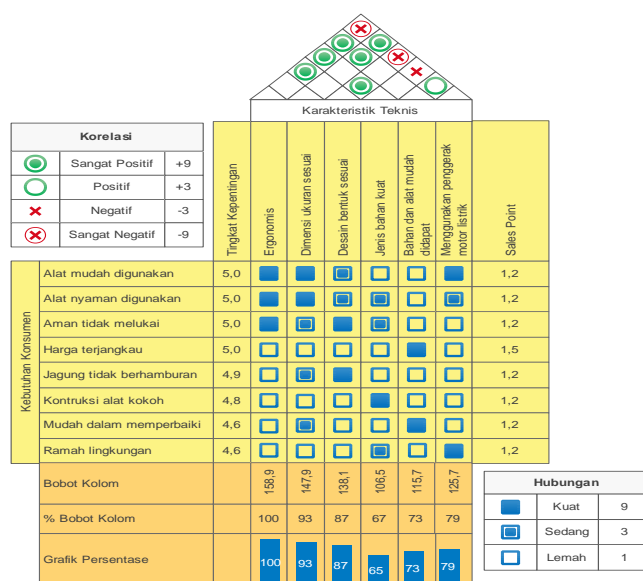 Karakteristik Teknis
Korelasi
Sangat Positif +9
Positif +3
Negatif -3
Sangat Negatif -9
Tingkat Kepentingan
Ergonomis
Dimensi ukuran sesuai
Desain bentuk sesuai
Jenis bahan kuat
Bahan dan alat mudah
didapat
Menggunakan penggerak
motor listrik
Sales Point
Kebutuhan Konsumen
Alat mudah digunakan 5,0 1,2
Alat nyaman digunakan 5,0 1,2
Aman tidak melukai 5,0 1,2
Harga terjangkau 5,0 1,5
Jagung tidak berhamburan 4,9 1,2
Kontruksi alat kokoh 4,8 1,2
Mudah dalam memperbaiki 4,6 1,2
Ramah lingkungan 4,6 1,2
Bobot Kolom 158,9 147,9 138,1 106,5 115,7 125,7
% Bobot Kolom 100 93 87 67 73 79
Grafik Persentase 100 93 87 65 73 79
Hubungan
Kuat 9
Sedang 3
Lemah 1